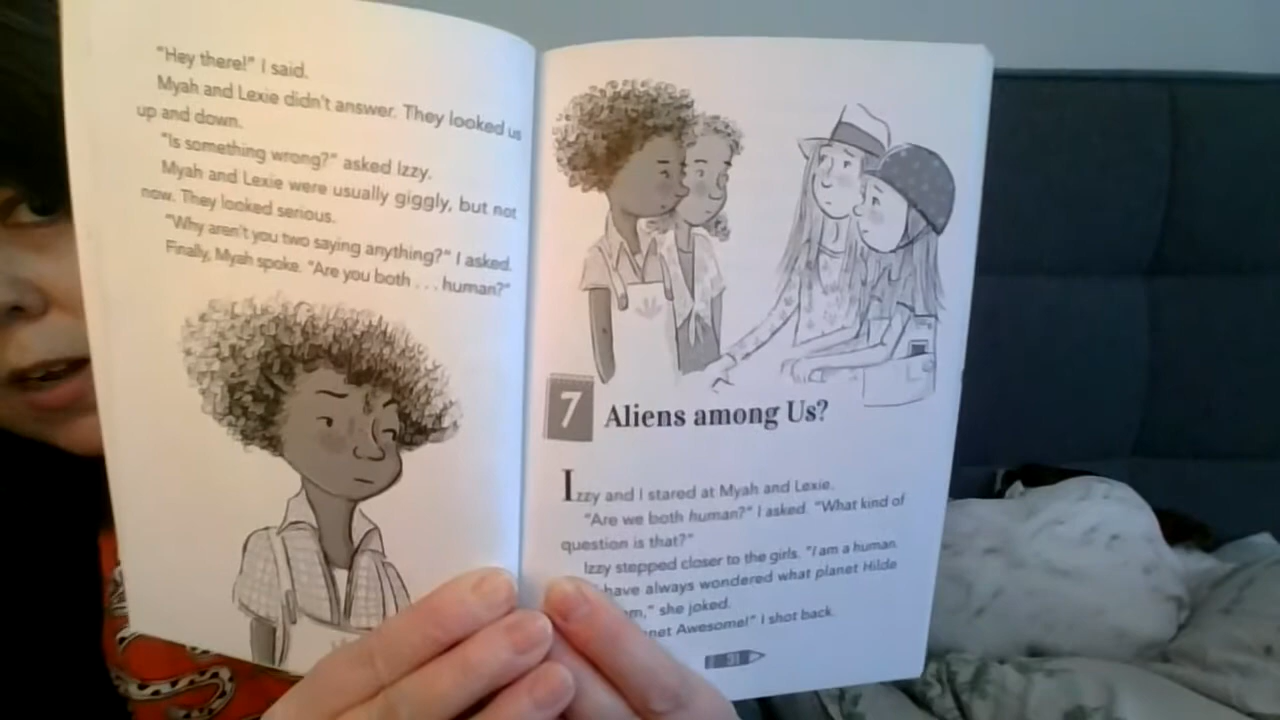 "Hey there!" I said.
Myah and Lexie didn't answer. They looked us
up and down.
"Is something wrong?" asked Izzy.
Myah and Lexie were usually giggly, but not
now. They looked serious.
"Why aren't you two saying anything?" I asked.
Finally, Myah spoke. "Are you both . . . human?"
7 Aliens among Us?
Izzy and I stared at Myah and Lexie.
"Are we both human?" I asked. "What kind of
question is that?"
Izzy stepped closer to the girls. "I am a human.
have always wondered what planet Hilde
she joked.
Awesome!" I shot back.
31